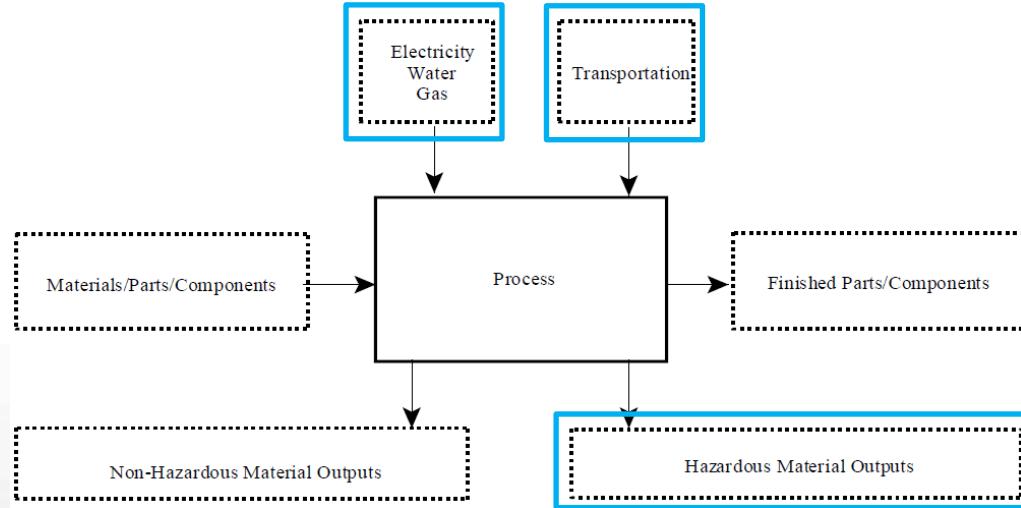 Electricity
Water
Gas
Transportation
Materials/Parts/Components
Process
Finished Parts/Components
Non-Hazardous Material Outputs
Hazardous Material Outputs